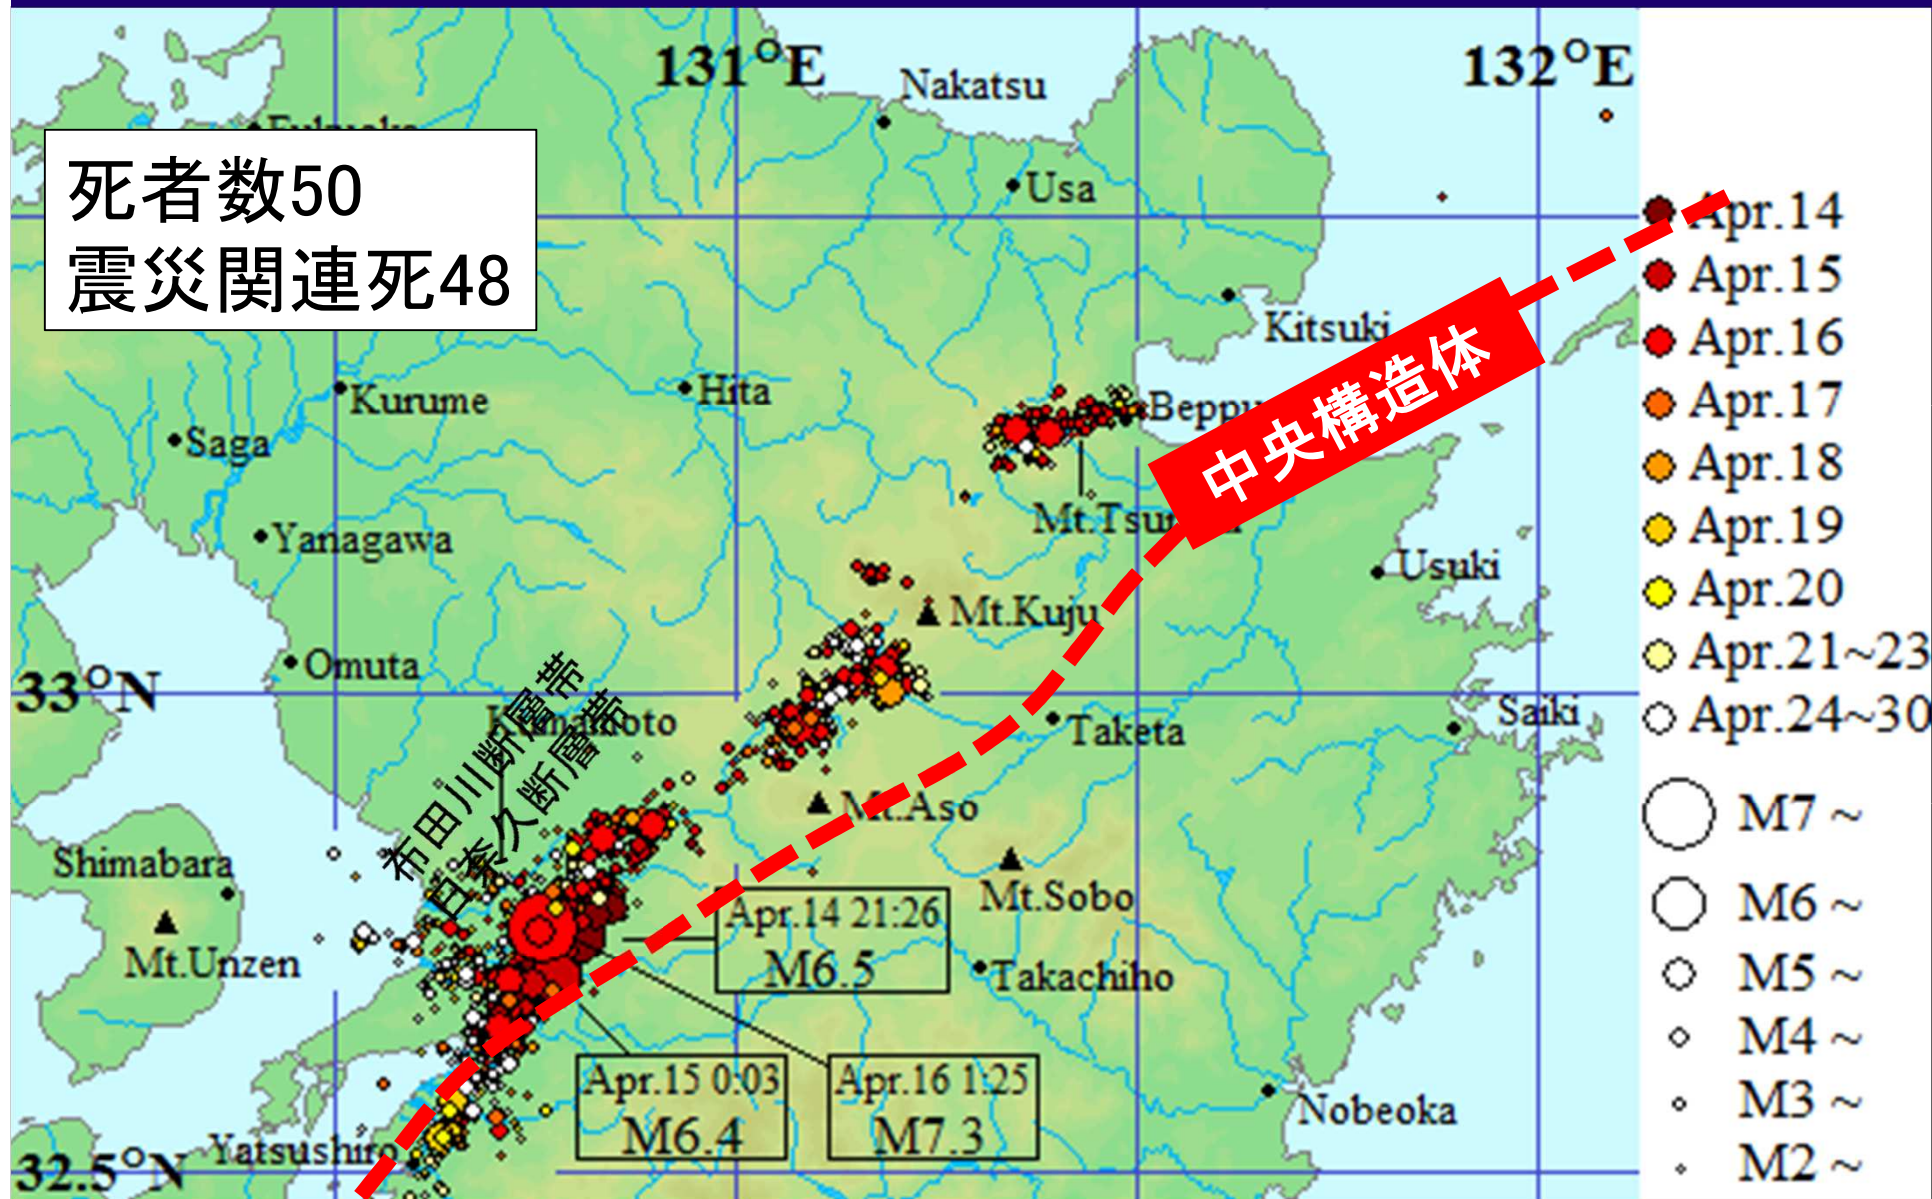 131°E
132°E
Nakatsu
死者数50
震災関連死48
Usa
Kitsuki
Kurume
Hita
Saga
中央構造体
Yanagawa
Usuki
Mt.Kuju
Omuta
33°N
Kumamoto
布田川断層帯
日奈久断層帯
Taketa
Saiki
Mt.Aso
Shimabara
Mt.Sobo
Mt.Unzen
Apr.14 21:26
M6.5
Takachiho
Apr.15 0:03
M6.4
Apr.16 1:25
M7.3
Nobeoka
Yatsushiro
32.5°N
Apr.14
Apr.15
Apr.16
Apr.17
Apr.18
Apr.19
Apr.20
Apr.21~23
Apr.24~30
M7 ~
M6 ~
M5 ~
M4 ~
M3 ~
M2 ~